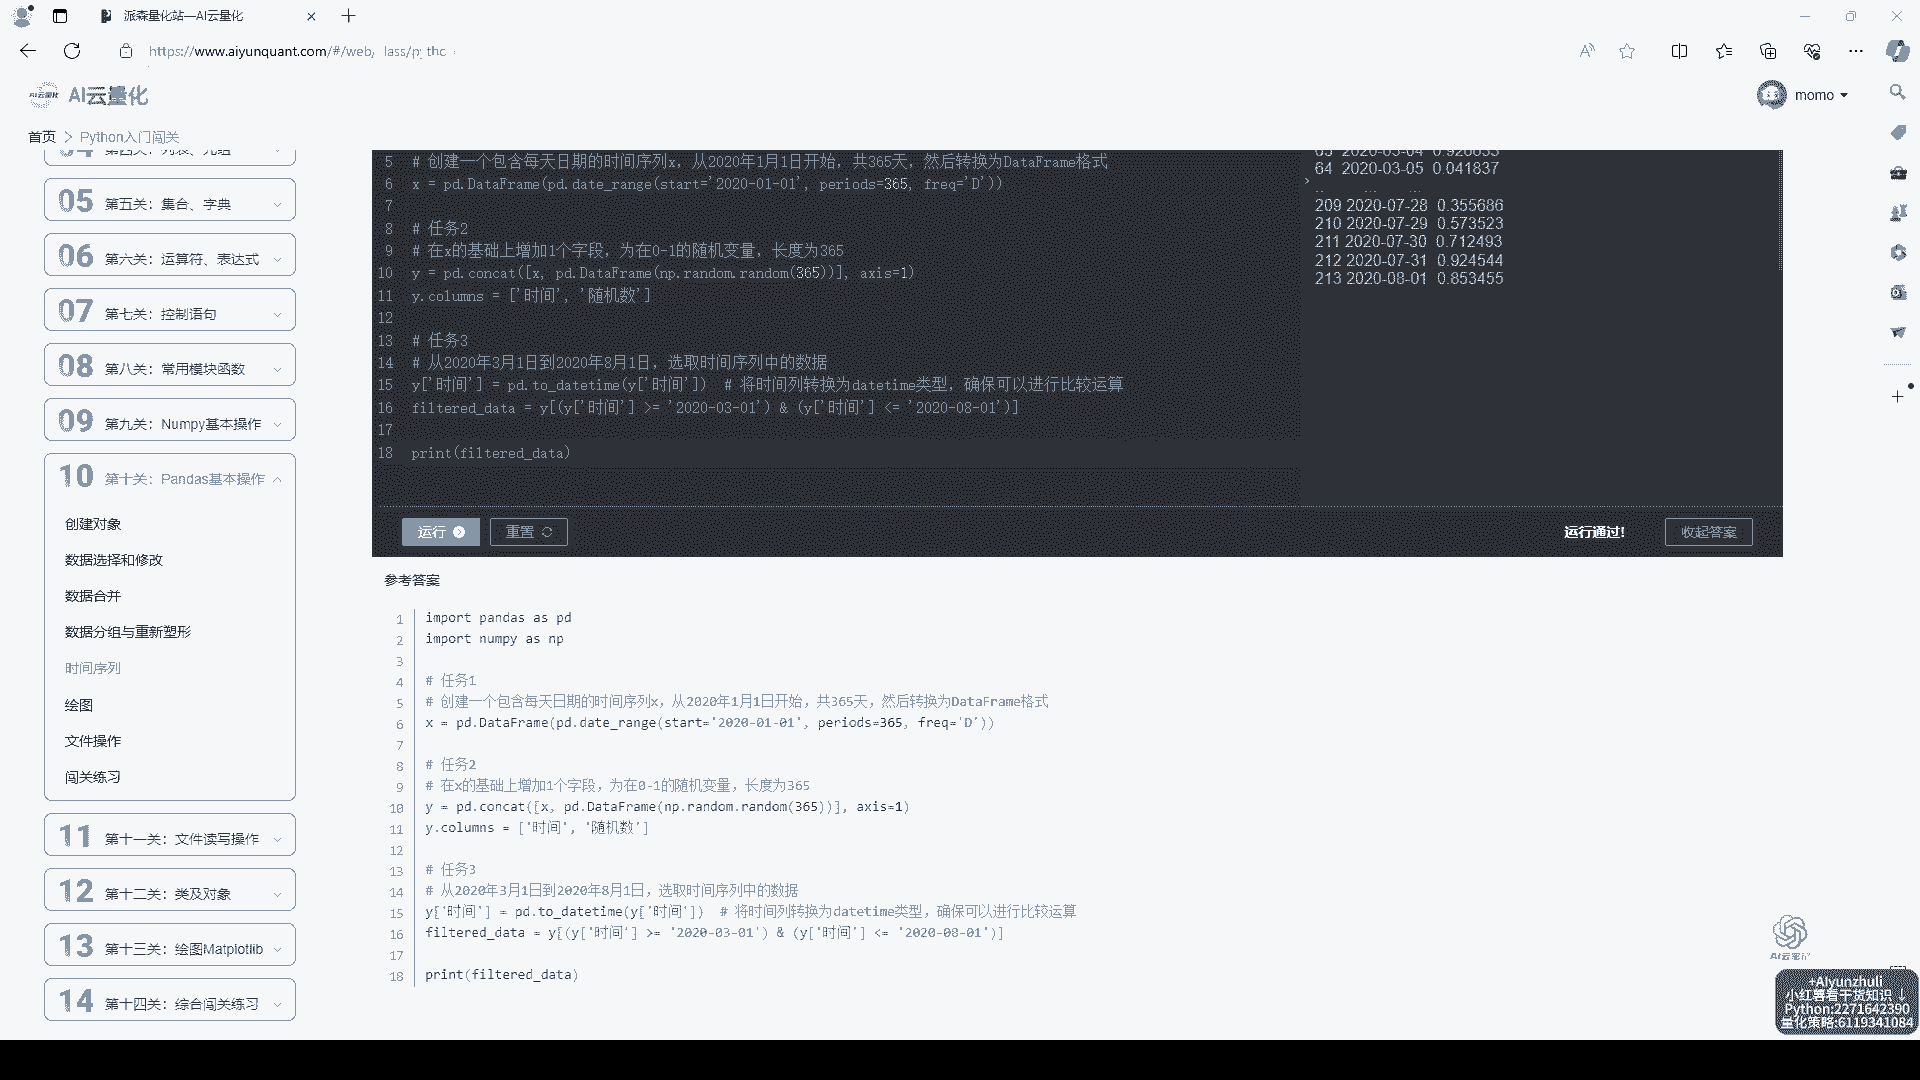 派森量化站—AI云量化
https://www.aiyunquant.com/#/web/
AI云量化
momo
首页 > Python入门闯关
05 第五关：集合、字典
06 第六关：运算符、表达式
07 第七关：控制语句
08 第八关：常用模块函数
09 第九关：Numpy基本操作
10 第十关：Pandas基本操作
创建对象
数据选择和修改
数据合并
数据分组与重新塑形
时间序列
绘图
文件操作
闯关练习
11 第十一关：文件读写操作
12 第十二关：类及对象
13 第十三关：绘图Matplotlib
14 第十四关：综合闯关练习
5 # 创建一个包含每天日期的时间序列x，从2020年1月1日开始，共365天，然后转换为DataFrame格式
6 x = pd.DataFrame(pd.date_range(start='2020-01-01', periods=365, freq='D'))
7
8 # 任务2
9 # 在x的基础上增加1个字段，为在0-1的随机变量，长度为365
10 y = pd.concat([x, pd.DataFrame(np.random.random(365))], axis=1)
11 y.columns = ['时间', '随机数']
12
13 # 任务3
14 # 从2020年3月1日到2020年8月1日，选取时间序列中的数据
15 y['时间'] = pd.to_datetime(y['时间'])  # 将时间列转换为datetime类型，确保可以进行比较运算
16 filtered_data = y[(y['时间'] >= '2020-03-01') & (y['时间'] <= '2020-08-01')]
17
18 print(filtered_data)
64 2020-03-05 0.041837
209 2020-07-28 0.355686
210 2020-07-29 0.573523
211 2020-07-30 0.712493
212 2020-07-31 0.924544
213 2020-08-01 0.853455
运行
重置
运行通过!
收起答案
参考答案
1 import pandas as pd
2 import numpy as np
3
4 # 任务1
5 # 创建一个包含每天日期的时间序列x，从2020年1月1日开始，共365天，然后转换为DataFrame格式
6 x = pd.DataFrame(pd.date_range(start='2020-01-01', periods=365, freq='D'))
7
8 # 任务2
9 # 在x的基础上增加1个字段，为在0-1的随机变量，长度为365
10 y = pd.concat([x, pd.DataFrame(np.random.random(365))], axis=1)
11 y.columns = ['时间', '随机数']
12
13 # 任务3
14 # 从2020年3月1日到2020年8月1日，选取时间序列中的数据
15 y['时间'] = pd.to_datetime(y['时间'])  # 将时间列转换为datetime类型，确保可以进行比较运算
16 filtered_data = y[(y['时间'] >= '2020-03-01') & (y['时间'] <= '2020-08-01')]
17
18 print(filtered_data)
+AIyunzhuli
小红薯看干货知识 ↓
Python:2271642390
量化策略:6119341084